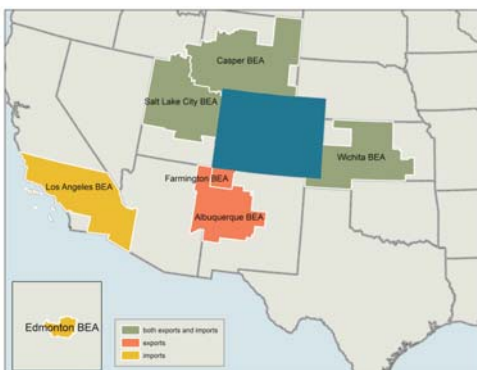 Casper BEA
Salt Lake City BEA
Wichita BEA
Farmington BEA
Los Angeles BEA
Albuquerque BEA
Edmonton BEA
both exports and imports
exports
imports